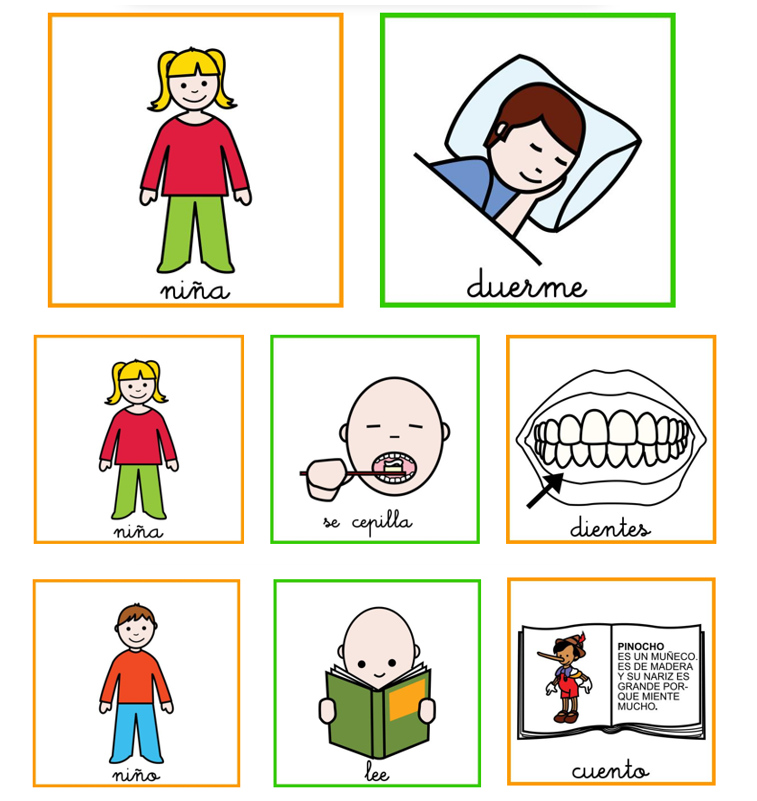 niña
duerme
niña
se cepilla
dientes
PINOCHO
ES UN MUÑECO.
ES DE MADERA
Y SU NARIZ ES
GRANDE POR-
QUE MIENTE
MUCHO.
niño
lee
cuento